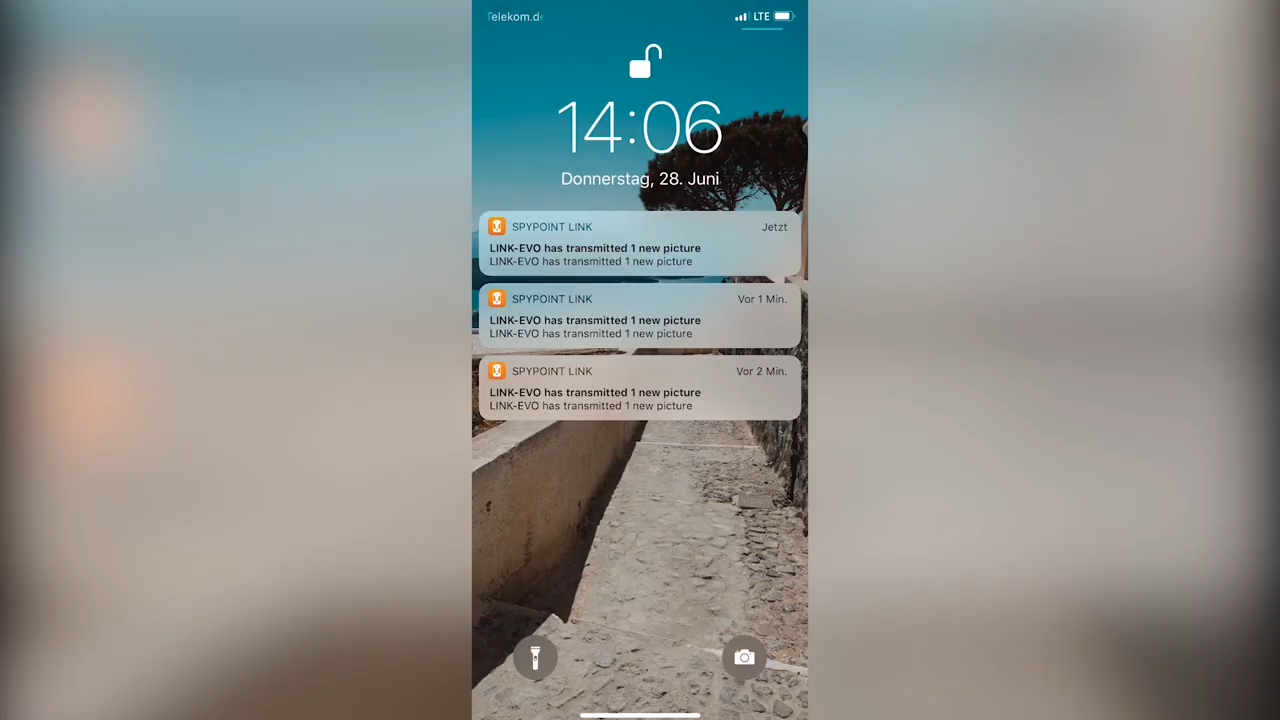 Telekom.de
LTE
14:06
Donnerstag, 28. Juni
SPYPOINT LINK
Jetzt
LINK-EVO has transmitted 1 new picture
LINK-EVO has transmitted 1 new picture
SPYPOINT LINK
Vor 1 Min.
LINK-EVO has transmitted 1 new picture
LINK-EVO has transmitted 1 new picture
SPYPOINT LINK
Vor 2 Min.
LINK-EVO has transmitted 1 new picture
LINK-EVO has transmitted 1 new picture